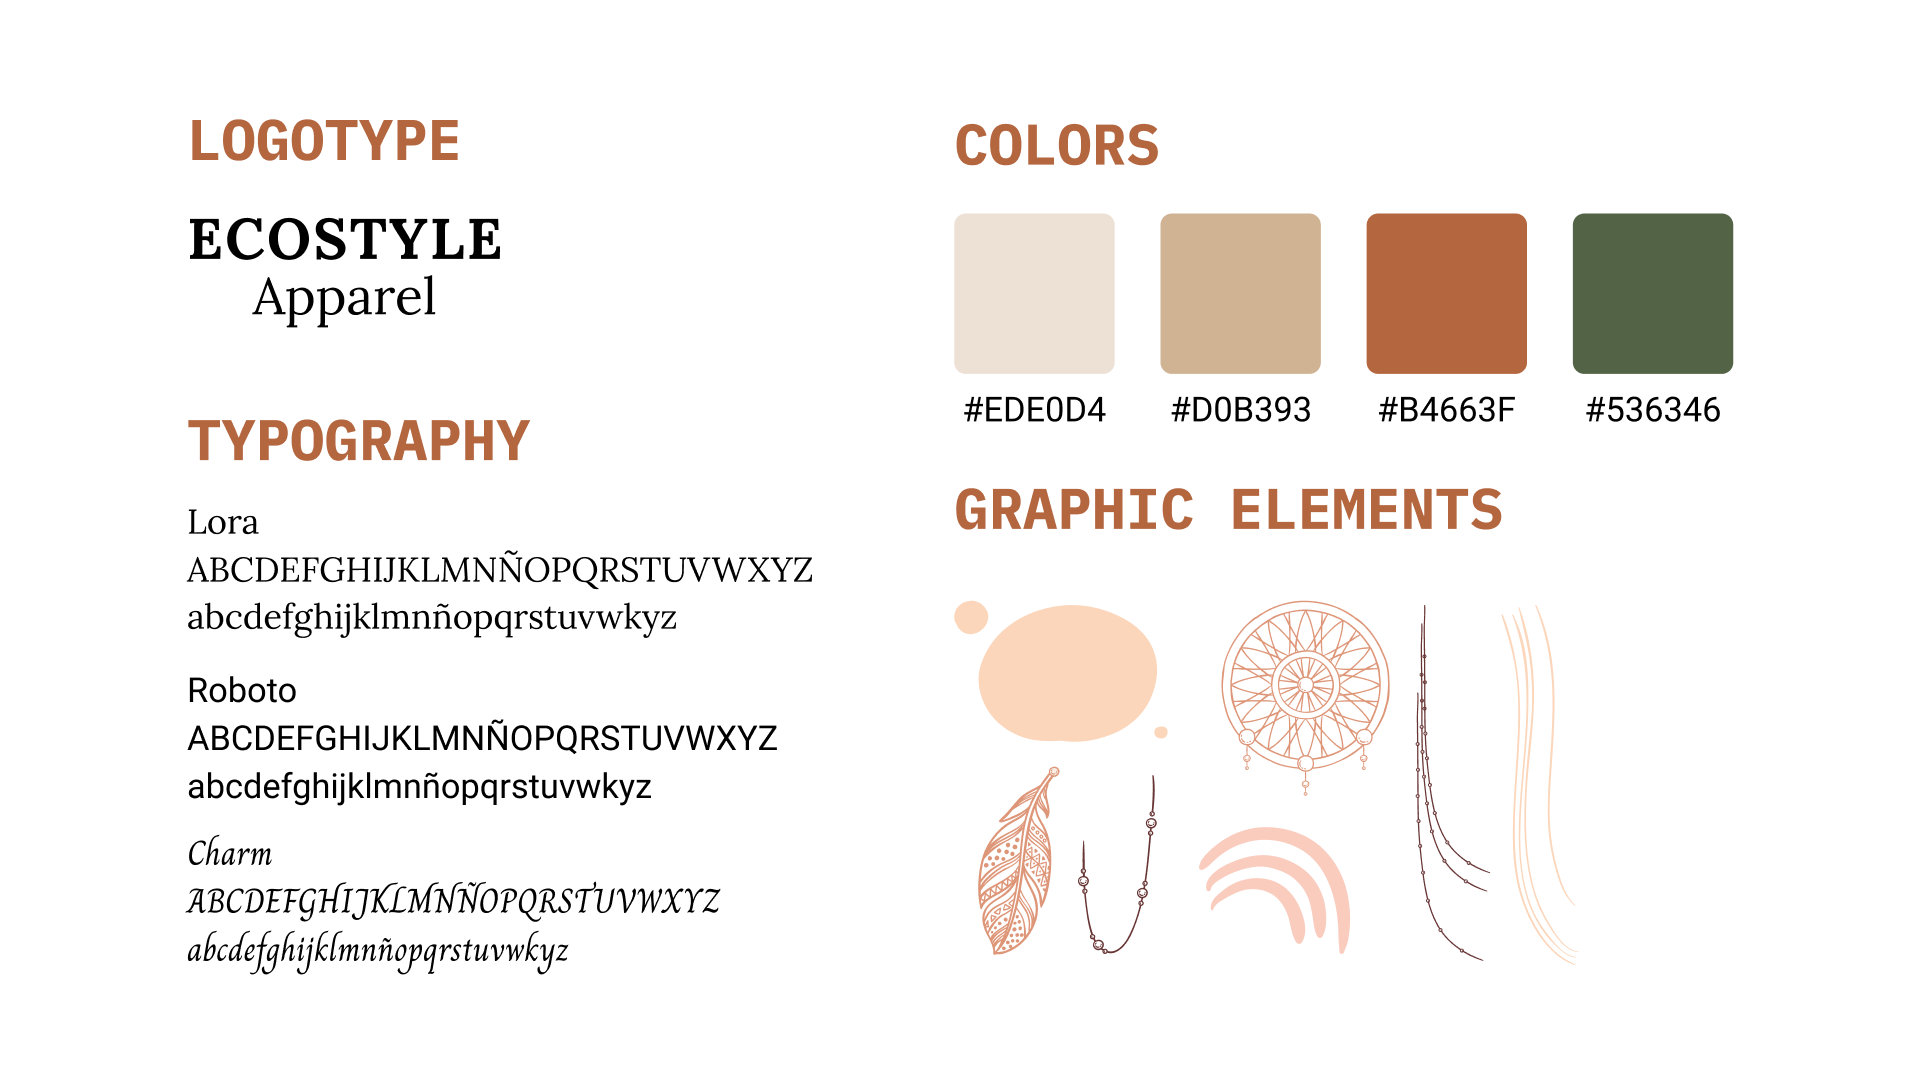 LOGOTYPE
ECOSTYLE
Apparel
TYPOGRAPHY
Lora
ABCDEFGHIJKLMNÑOPQRSTUVWXYZ
abcdefghijklmnñopqrstuvwkyz
Roboto
ABCDEFGHIJKLMNÑOPQRSTUVWXYZ
abcdefghijklmnñopqrstuvwkyz
Charm
ABCDEFGHIJKLMNÑOPQRSTUVWXYZ
abcdefghijklmnñopqrstuvwkyz
COLORS
#EDE0D4
#D0B393
#B4663F
#536346
GRAPHIC ELEMENTS